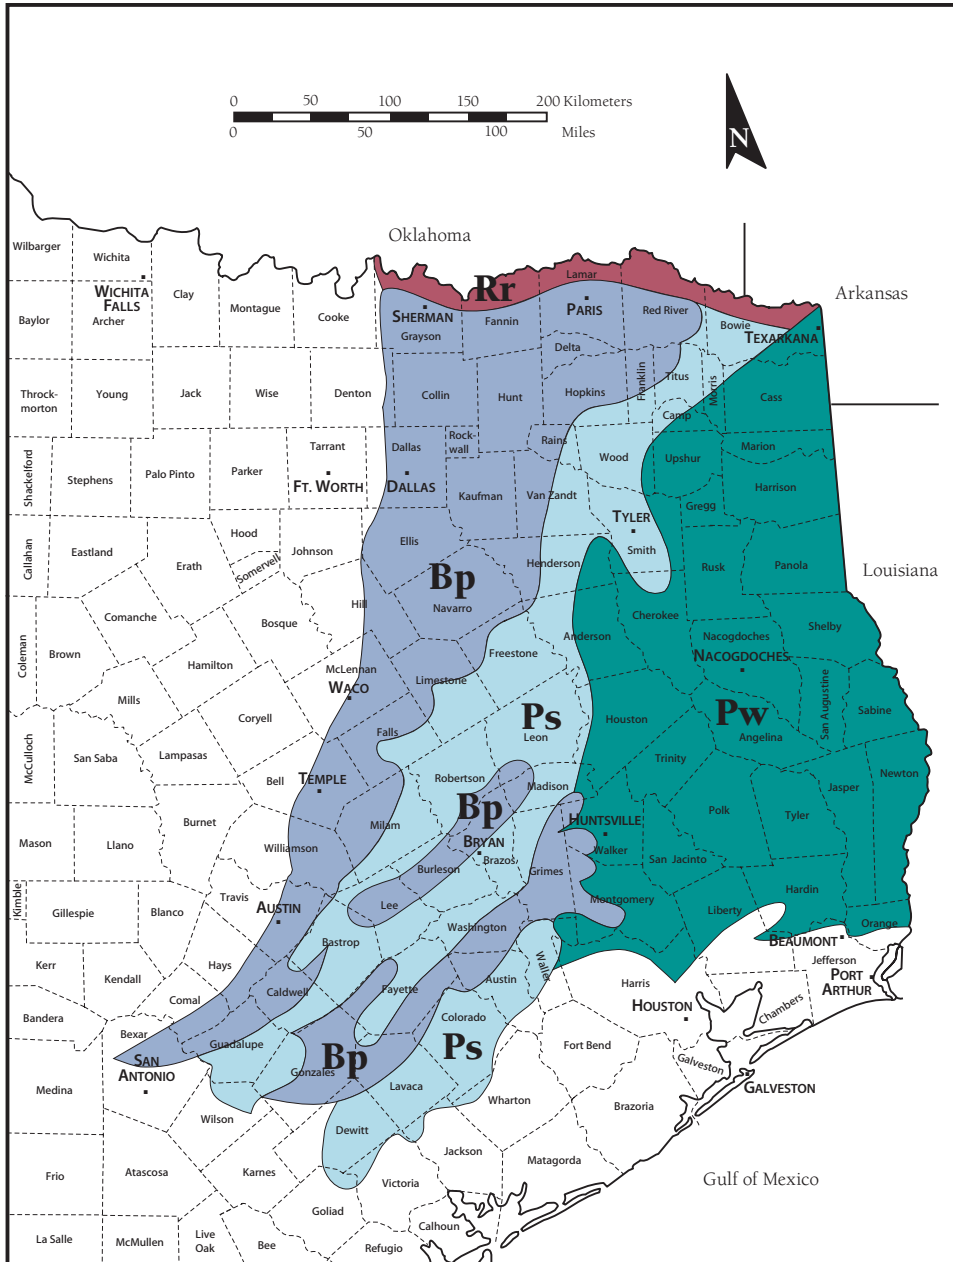 0 50 100 150 200 Kilometers
0 50 100 Miles
N
Oklahoma
Wilbarger
Wichita
WICHITA
FALLS
Clay
Montague
Cooke
Baylor
Archer
Rr
Lamar
Arkansas
SHERMAN
Grayson
Fannin
PARIS
Red River
Bowie
TEXARKANA
Delta
Throck-
morton
Young
Jack
Wise
Denton
Collin
Hunt
Hopkins
Franklin
Titus
Morris
Cass
Camp
Shackelford
Stephens
Palo Pinto
Parker
Tarrant
FT. WORTH
Dallas
DALLAS
Rock-
wall
Rains
Wood
Upshur
Marion
Harrison
Kaufman
Van Zandt
Gregg
TYLER
Smith
Callahan
Eastland
Erath
Hood
Somervell
Johnson
Ellis
Henderson
Rusk
Panola
Louisiana
Bp
Navarro
Hill
Comanche
Bosque
Anderson
Cherokee
Nacogdoches
NACOGDOCHES
Shelby
Coleman
Brown
Hamilton
McLennan
WACO
Limestone
Freestone
San Augustine
Sabine
Mills
Coryell
Falls
Ps
Leon
Houston
Pw
Angelina
McCulloch
San Saba
Lampasas
Bell
TEMPLE
Robertson
Madison
Trinity
Newton
Jasper
Bp
Mason
Llano
Burnet
Williamson
Milam
BRYAN
Brazos
HUNTSVILLE
Walker
Polk
Tyler
San Jacinto
Kimble
Gillespie
Blanco
Travis
AUSTIN
Lee
Burleson
Grimes
Montgomery
Liberty
Hardin
Orange
Washington
Kerr
Kendall
Hays
Bastrop
BEAUMONT
Jefferson
PORT
ARTHUR
Bandera
Comal
Caldwell
Fayette
Austin
Waller
Harris
HOUSTON
Chambers
Bexar
SAN
ANTONIO
Guadalupe
Gonzales
Bp
Colorado
Ps
Fort Bend
Galveston
GALVESTON
Medina
Wilson
Lavaca
Wharton
Brazoria
Dewitt
Frio
Atascosa
Karnes
Jackson
Matagorda
Gulf of Mexico
Victoria
Goliad
Calhoun
La Salle
McMullen
Live
Oak
Bee
Refugio